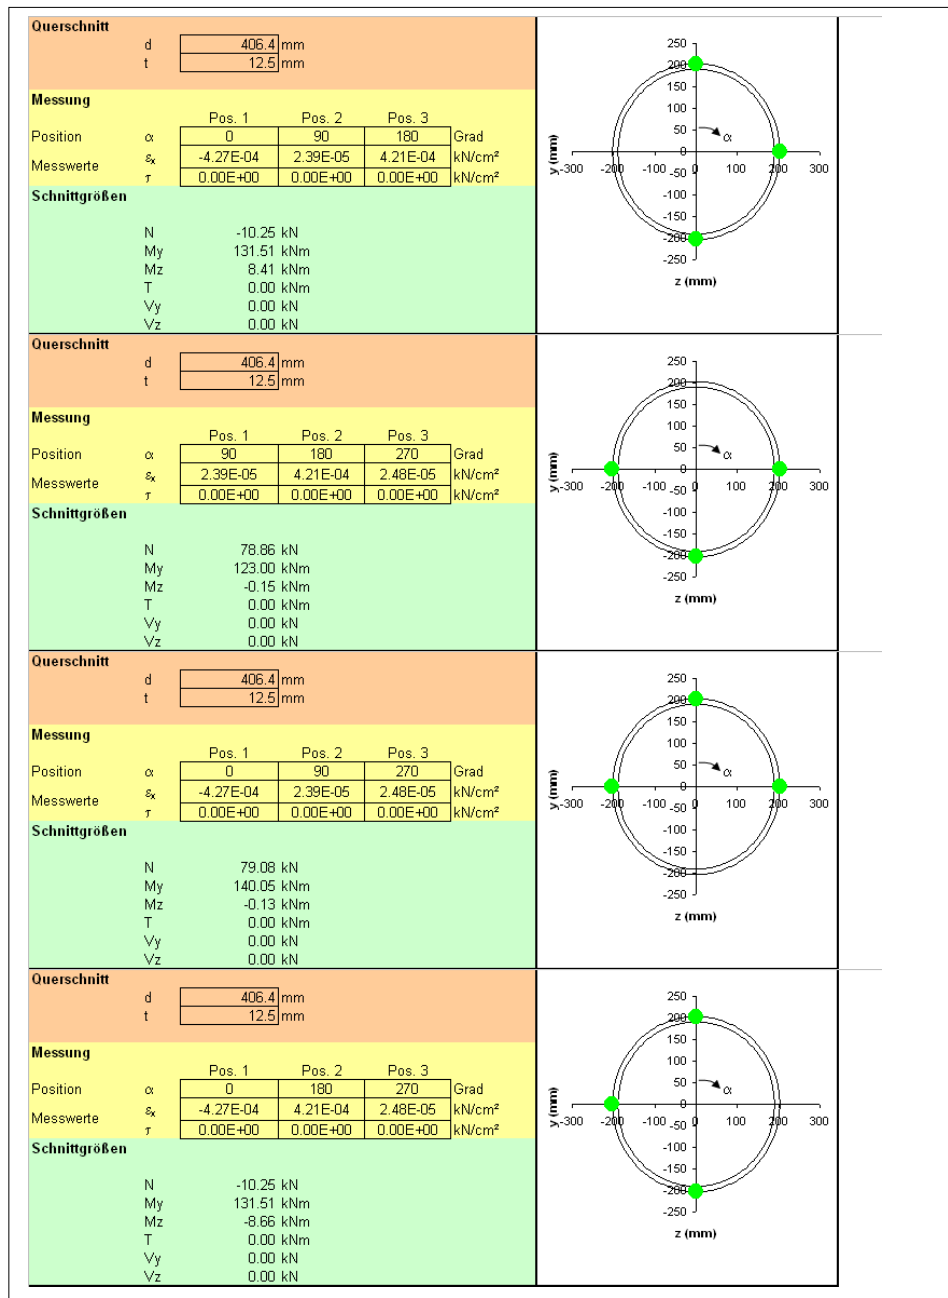 Querschnitt
d 406.4 mm
t 12.5 mm
Messung
Pos. 1 Pos. 2 Pos. 3
Position α 0 90 180 Grad
Messwerte εx -4.27E-04 2.39E-05 4.21E-04 kN/cm²
τ 0.00E+00 0.00E+00 0.00E+00 kN/cm²
Schnittgrößen
N -10.25 kN
My 131.51 kNm
Mz 8.41 kNm
T 0.00 kNm
Vy 0.00 kN
Vz 0.00 kN
250
200
150
100
50
α
y (mm)
-300 -200 -100 0 100 200 300
-50
-100
-150
-200
-250
z (mm)
Querschnitt
d 406.4 mm
t 12.5 mm
Messung
Pos. 1 Pos. 2 Pos. 3
Position α 90 180 270 Grad
Messwerte εx 2.39E-05 4.21E-04 2.48E-05 kN/cm²
τ 0.00E+00 0.00E+00 0.00E+00 kN/cm²
Schnittgrößen
N 78.86 kN
My 123.00 kNm
Mz -0.15 kNm
T 0.00 kNm
Vy 0.00 kN
Vz 0.00 kN
250
200
150
100
50
α
y (mm)
-300 -200 -100 0 100 200 300
-50
-100
-150
-200
-250
z (mm)
Querschnitt
d 406.4 mm
t 12.5 mm
Messung
Pos. 1 Pos. 2 Pos. 3
Position α 0 90 270 Grad
Messwerte εx -4.27E-04 2.39E-05 2.48E-05 kN/cm²
τ 0.00E+00 0.00E+00 0.00E+00 kN/cm²
Schnittgrößen
N 79.08 kN
My 140.05 kNm
Mz -0.13 kNm
T 0.00 kNm
Vy 0.00 kN
Vz 0.00 kN
250
200
150
100
50
α
y (mm)
-300 -200 -100 0 100 200 300
-50
-100
-150
-200
-250
z (mm)
Querschnitt
d 406.4 mm
t 12.5 mm
Messung
Pos. 1 Pos. 2 Pos. 3
Position α 0 180 270 Grad
Messwerte εx -4.27E-04 4.21E-04 2.48E-05 kN/cm²
τ 0.00E+00 0.00E+00 0.00E+00 kN/cm²
Schnittgrößen
N -10.25 kN
My 131.51 kNm
Mz -8.66 kNm
T 0.00 kNm
Vy 0.00 kN
Vz 0.00 kN
250
200
150
100
50
α
y (mm)
-300 -200 -100 0 100 200 300
-50
-100
-150
-200
-250
z (mm)